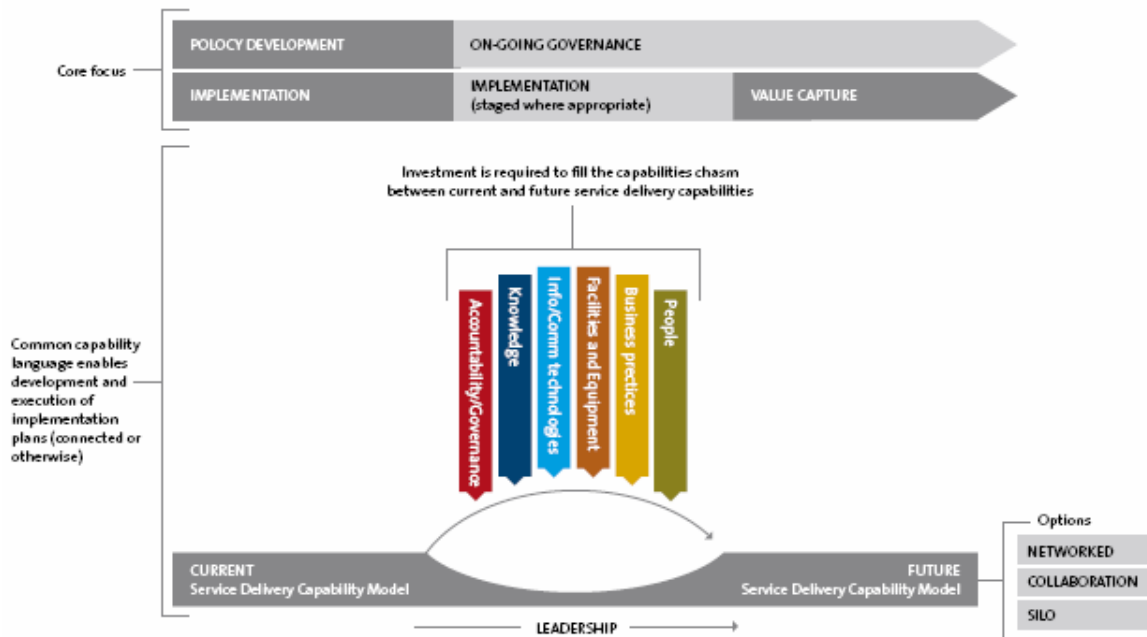 POLOCY DEVELOPMENT
ON-GOING GOVERNANCE
Core focus
IMPLEMENTATION
IMPLEMENTATION
(staged where appropriate)
VALUE CAPTURE
Investment is required to fill the capabilities chasm
between current and future service delivery capabilities
Accountability/Governance
Knowledge
Info/Comm technologies
Facilities and Equipment
Business prectices
People
Common capability
language enables
development and
execution of
implementation
plans (connected or
otherwise)
CURRENT
Service Delivery Capability Model
FUTURE
Service Delivery Capability Model
LEADERSHIP
Options
NETWORKED
COLLABORATION
SILO